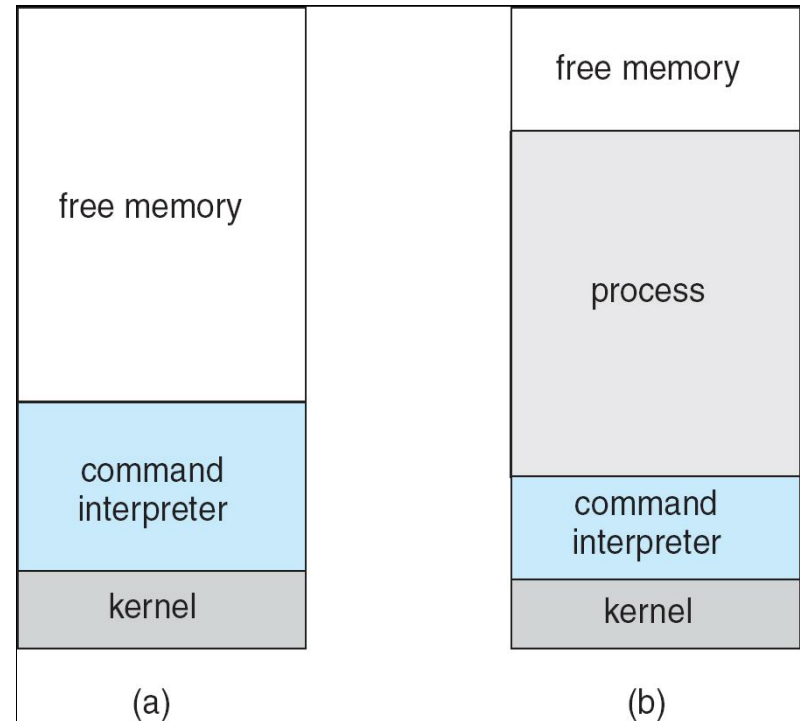 free memory
command
interpreter
kernel
(a)
free memory
process
command
interpreter
kernel
(b)